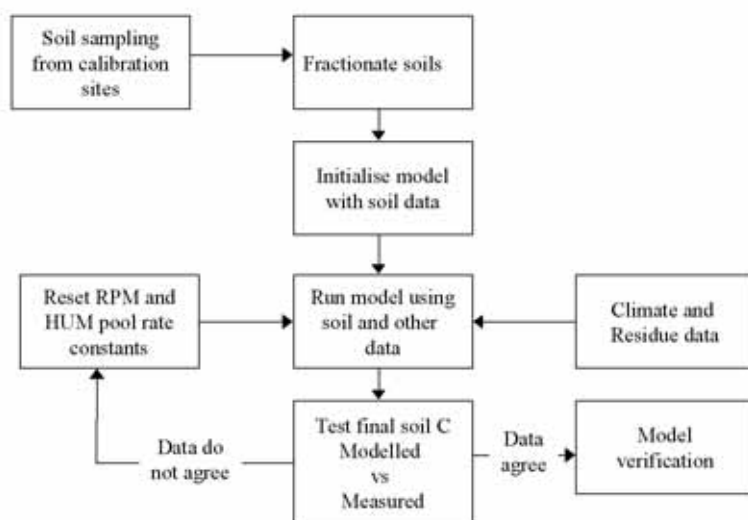 Soil sampling
from calibration
sites
Fractionate soils
Initialise model
with soil data
Reset RPM and
HUM pool rate
constants
Run model using
soil and other
data
Climate and
Residue data
Data do
not agree
Test final soil C
Modelled
vs
Measured
Data
agree
Model
verification